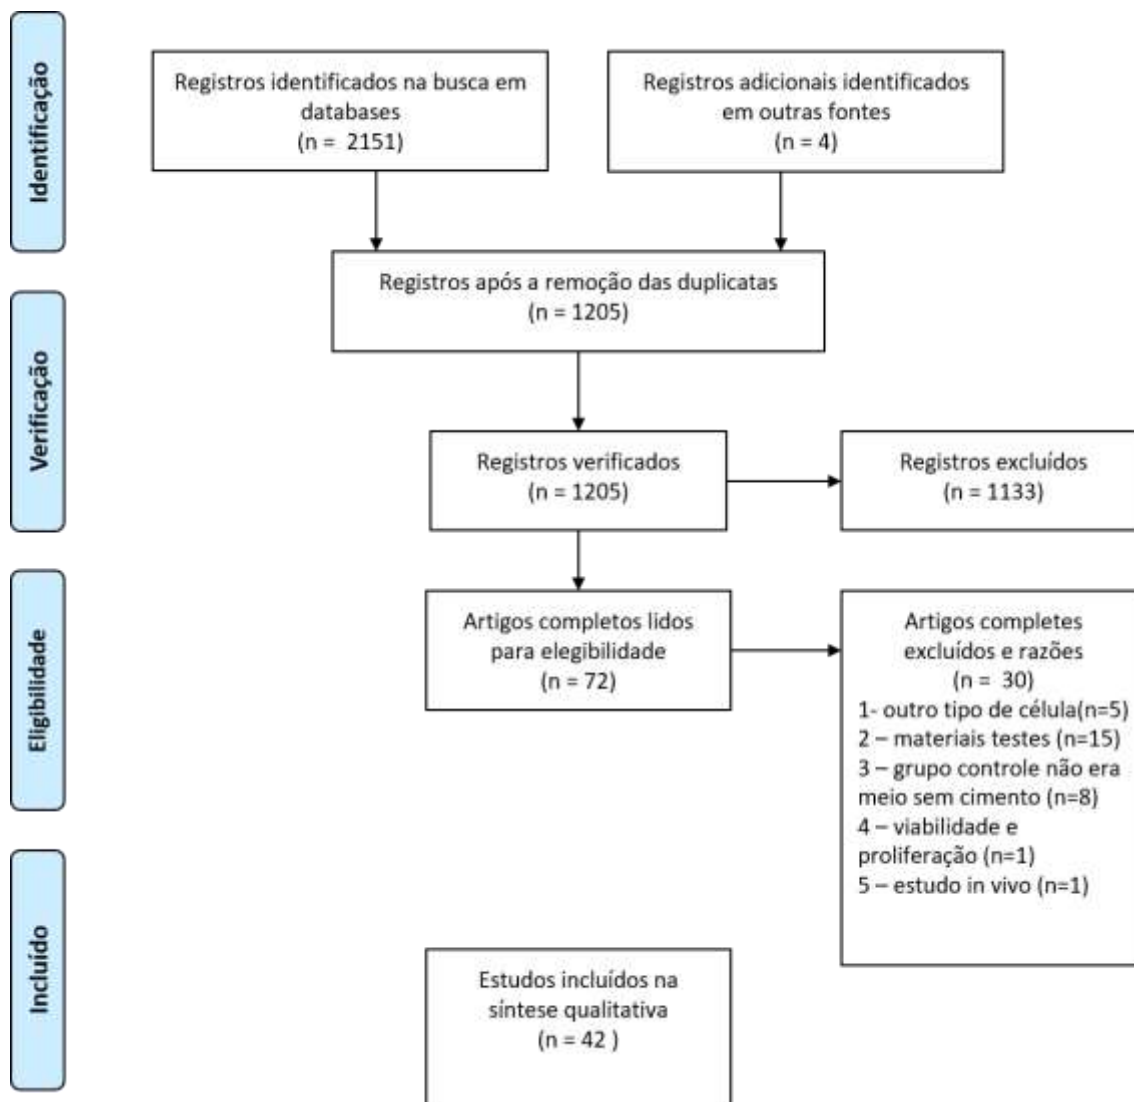 Identificação
Registros identificados na busca em
databases
(n =  2151)
Registros adicionais identificados
em outras fontes
(n = 4)
Registros após a remoção das duplicatas
(n = 1205)
Verificação
Registros verificados
(n = 1205)
Registros excluídos
(n = 1133)
Eligibilidade
Artigos completos lidos
para elegibilidade
(n = 72)
Artigos completes
excluídos e razões
(n =  30)
1- outro tipo de célula(n=5)
2 – materiais testes (n=15)
3 – grupo controle não era
meio sem cimento (n=8)
4 – viabilidade e
proliferação (n=1)
5 – estudo in vivo (n=1)
Incluído
Estudos incluídos na
síntese qualitativa
(n = 42 )